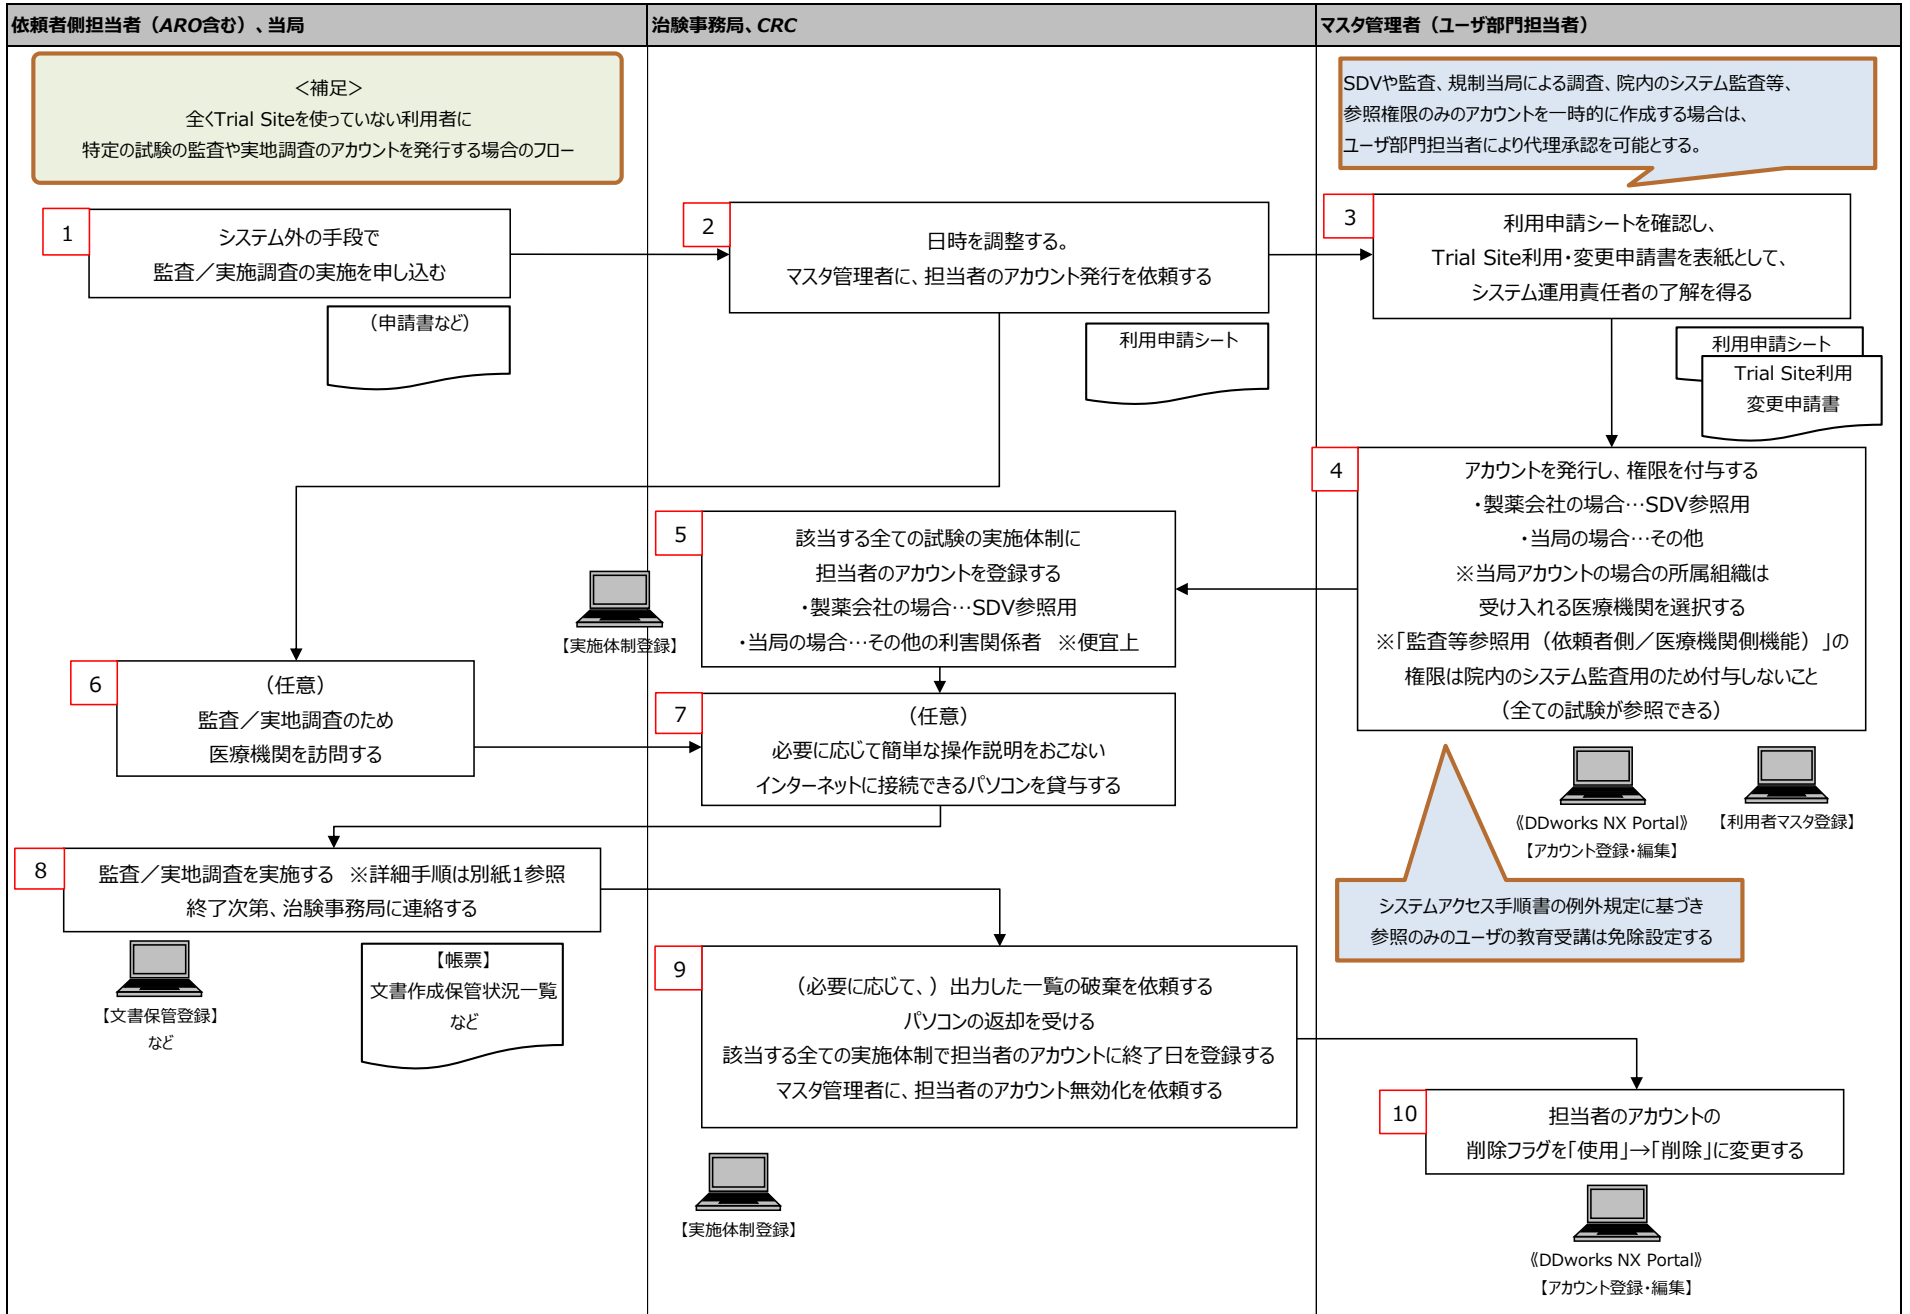 依頼者側担当者（ARO含む）、当局
治験事務局、CRC
マスタ管理者（ユーザ部門担当者）
＜補足＞
全くTrial Siteを使っていない利用者に
特定の試験の監査や実地調査のアカウントを発行する場合のフロー
SDVや監査、規制当局による調査、院内のシステム監査等、
参照権限のみのアカウントを一時的に作成する場合は、
ユーザ部門担当者により代理承認を可能とする。
1
システム外の手段で
監査／実施調査の実施を申し込む
（申請書など）
2
日時を調整する。
マスタ管理者に、担当者のアカウント発行を依頼する
利用申請シート
3
利用申請シートを確認し、
Trial Site利用・変更申請書を表紙として、
システム運用責任者の了解を得る
利用申請シート
Trial Site利用
変更申請書
4
アカウントを発行し、権限を付与する
・製薬会社の場合…SDV参照用
・当局の場合…その他
※当局アカウントの場合の所属組織は
受け入れる医療機関を選択する
※「監査等参照用（依頼者側／医療機関側機能）」の
権限は院内のシステム監査用のため付与しないこと
（全ての試験が参照できる）
《DDworks NX Portal》
【アカウント登録・編集】
【利用者マスタ登録】
システムアクセス手順書の例外規定に基づき
参照のみのユーザの教育受講は免除設定する
5
該当する全ての試験の実施体制に
担当者のアカウントを登録する
・製薬会社の場合…SDV参照用
・当局の場合…その他の利害関係者　※便宜上
【実施体制登録】
6
（任意）
監査／実地調査のため
医療機関を訪問する
7
（任意）
必要に応じて簡単な操作説明をおこない
インターネットに接続できるパソコンを貸与する
8
監査／実地調査を実施する　※詳細手順は別紙1参照
終了次第、治験事務局に連絡する
【文書保管登録】
など
【帳票】
文書作成保管状況一覧
など
9
（必要に応じて、）出力した一覧の破棄を依頼する
パソコンの返却を受ける
該当する全ての実施体制で担当者のアカウントに終了日を登録する
マスタ管理者に、担当者のアカウント無効化を依頼する
【実施体制登録】
10
担当者のアカウントの
削除フラグを「使用」→「削除」に変更する
《DDworks NX Portal》
【アカウント登録・編集】